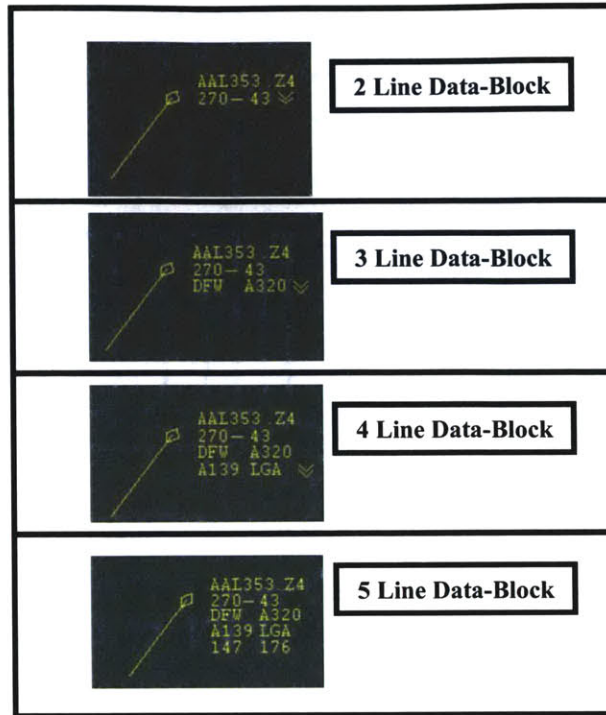 AAL353 Z4
270- 43
2 Line Data-Block
AAL353 Z4
270- 43
DFW A320
3 Line Data-Block
AAL353 Z4
270- 43
DFW A320
A139 LGA
4 Line Data-Block
AAL353 Z4
270- 43
DFW A320
A139 LGA
147 176
5 Line Data-Block